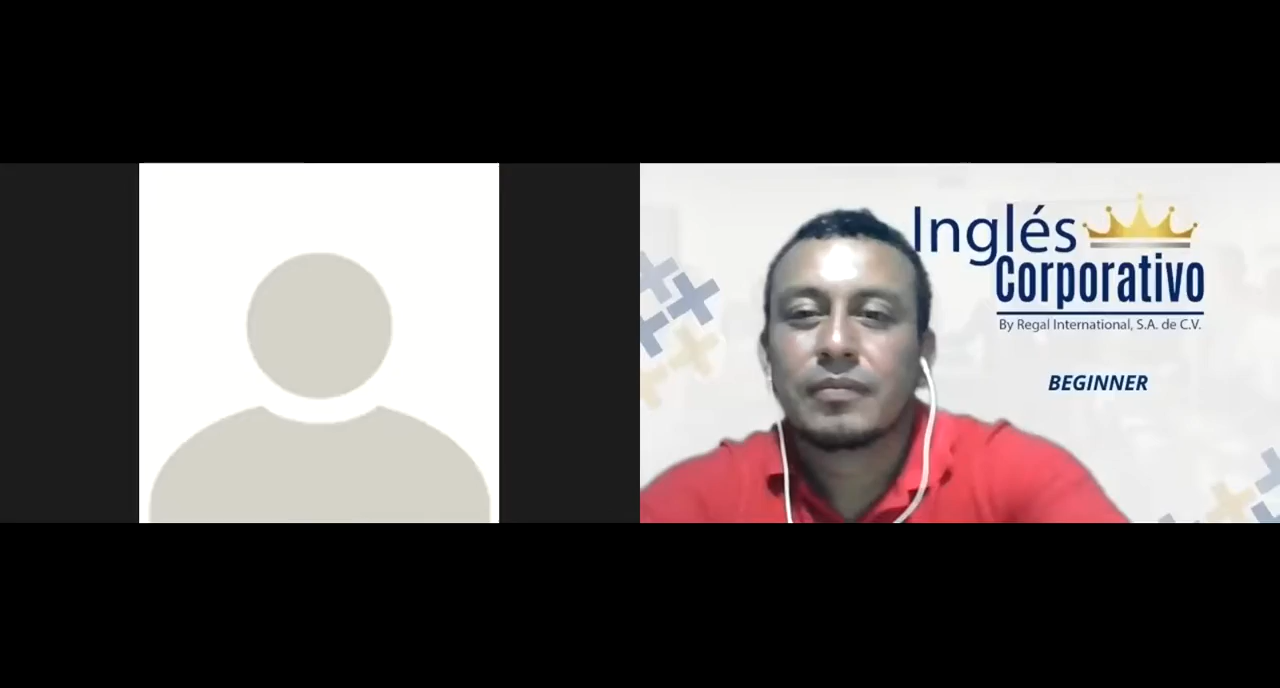 Inglés
Corporativo
By Regal International, S.A. de C.V.
BEGINNER